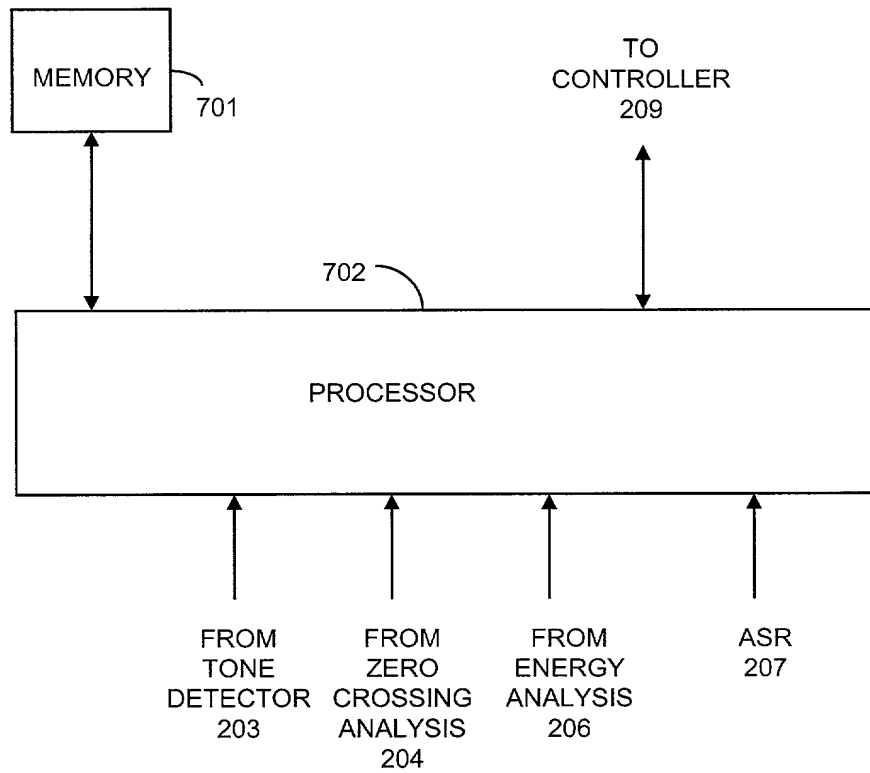 MEMORY
701
TO
CONTROLLER
209
702
PROCESSOR
FROM
TONE
DETECTOR
203
FROM
ZERO
CROSSING
ANALYSIS
204
FROM
ENERGY
ANALYSIS
206
ASR
207